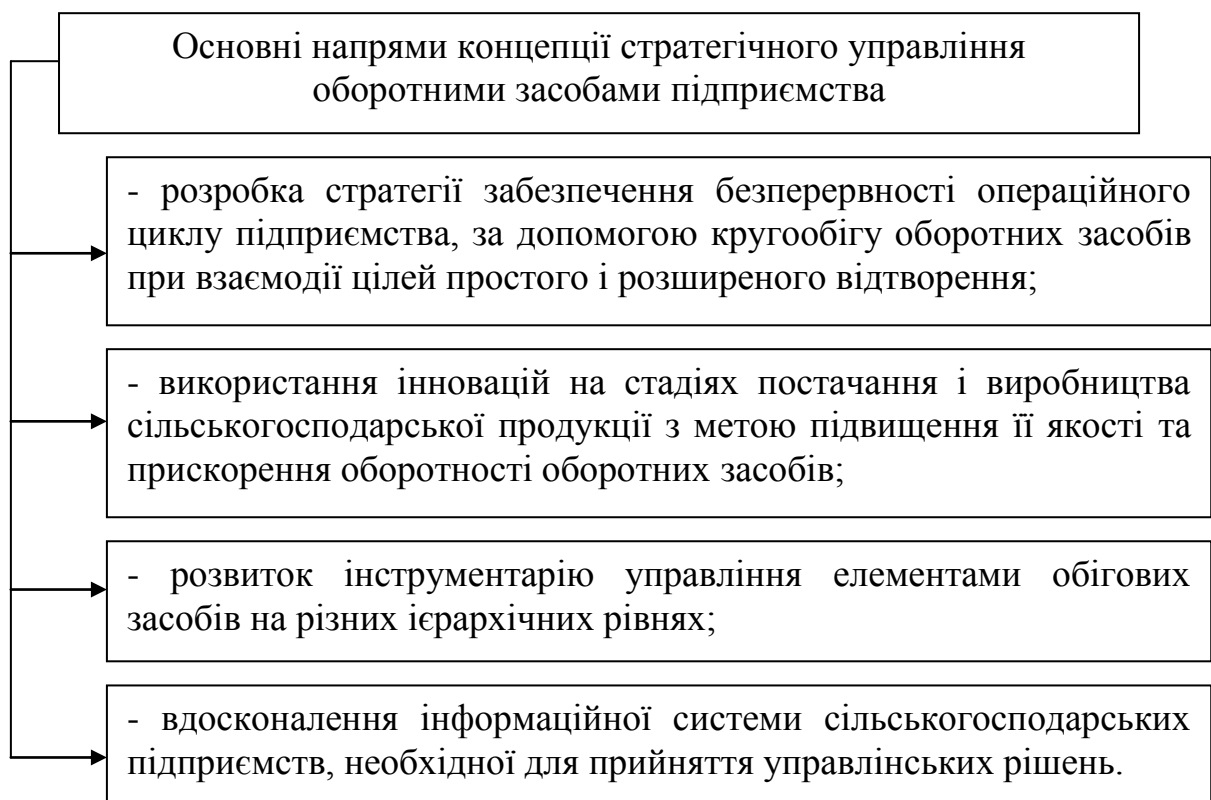 Основні напрями концепції стратегічного управління
оборотними засобами підприємства
- розробка стратегії забезпечення безперервності операційного
циклу підприємства, за допомогою кругообігу оборотних засобів
при взаємодії цілей простого і розширеного відтворення;
- використання інновацій на стадіях постачання і виробництва
сільськогосподарської продукції з метою підвищення її якості та
прискорення оборотності оборотних засобів;
- розвиток інструментарію управління елементами обігових
засобів на різних ієрархічних рівнях;
- вдосконалення інформаційної системи сільськогосподарських
підприємств, необхідної для прийняття управлінських рішень.